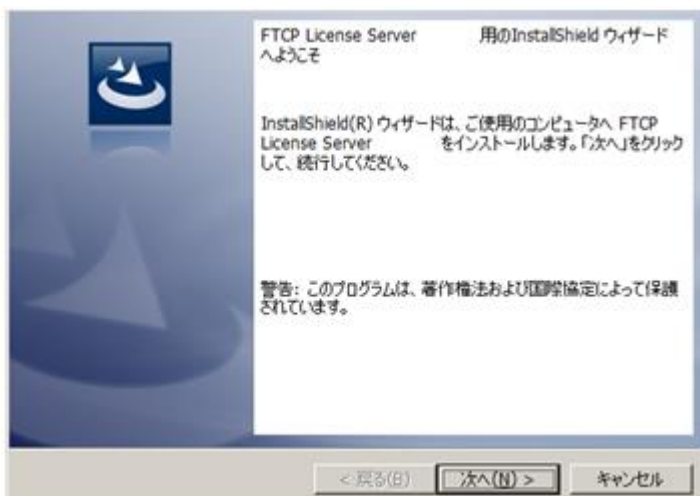 FTCP License Server 用のInstallShield ウィザード
へようこそ
InstallShield(R) ウィザードは、ご使用のコンピュータへ FTCP
License Server をインストールします。「次へ」をクリック
して、続行してください。
警告: このプログラムは、著作権法および国際協定によって保護
されています。
< 戻る(B) 次へ(N) > キャンセル